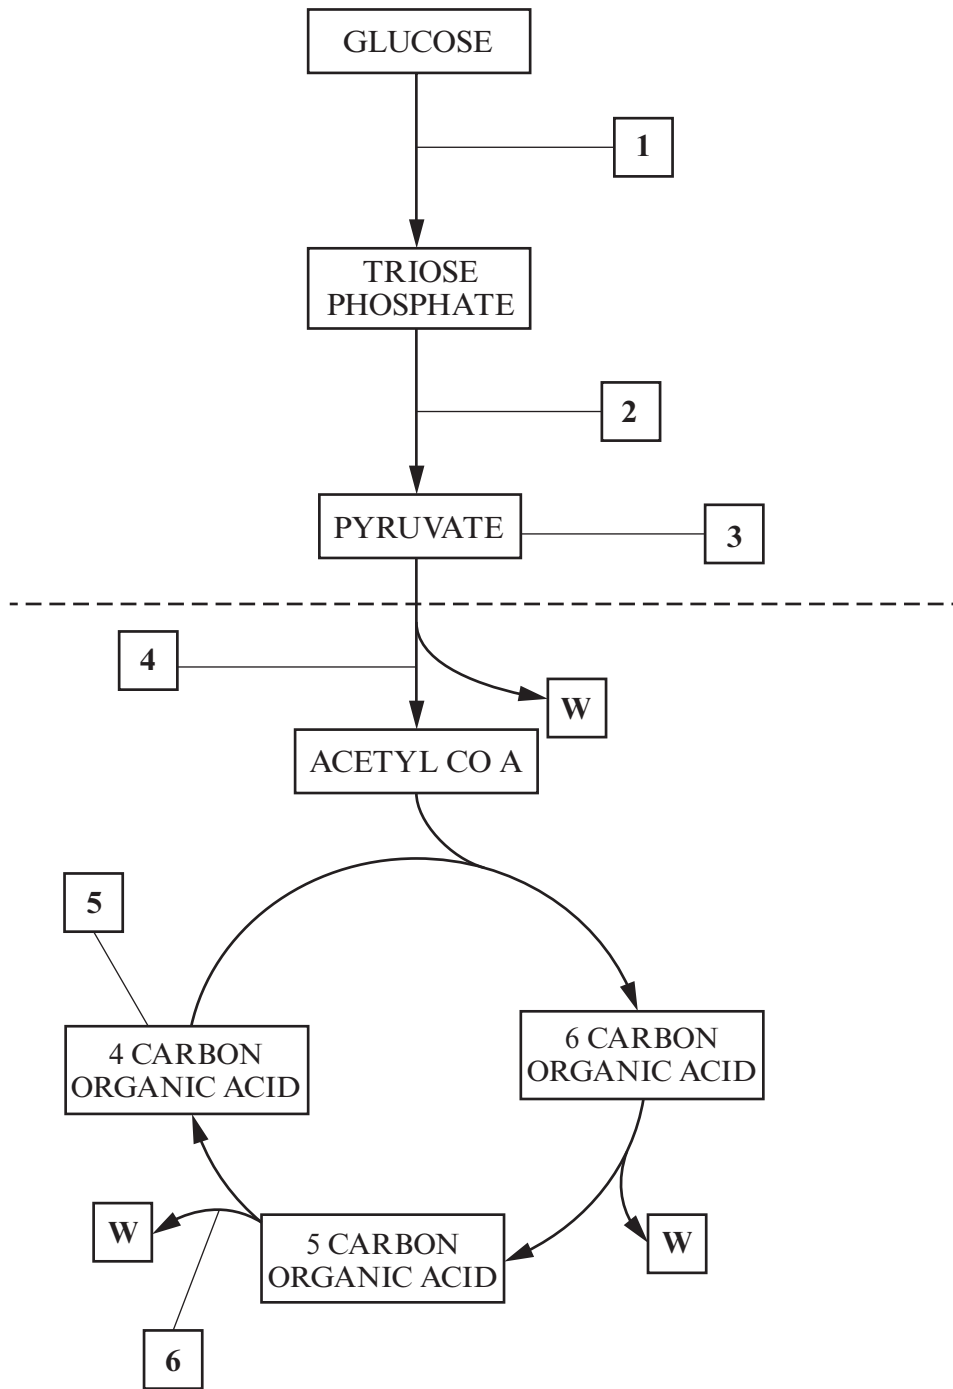 GLUCOSE
1
TRIOSE
PHOSPHATE
2
PYRUVATE
3
4
W
ACETYL CO A
5
4 CARBON
ORGANIC ACID
6 CARBON
ORGANIC ACID
W
5 CARBON
ORGANIC ACID
W
6